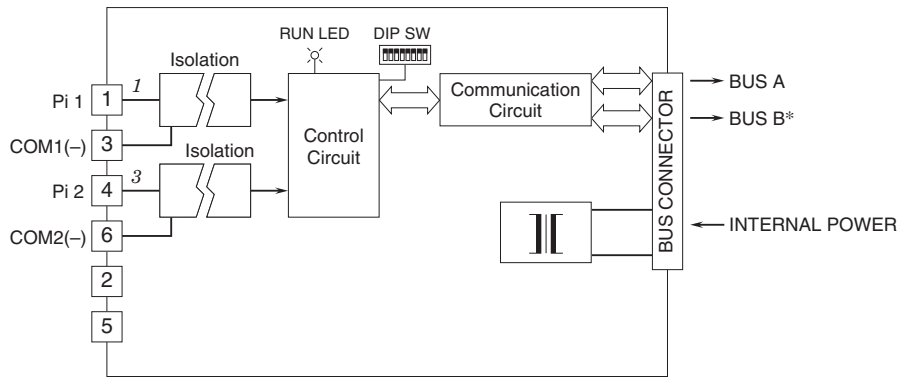 RUN LED
DIP SW
Isolation
Pi 1
1
1
COM1(–)
3
Control
Circuit
Communication
Circuit
BUS CONNECTOR
BUS A
BUS B*
Isolation
Pi 2
4
3
COM2(–)
6
INTERNAL POWER
2
5